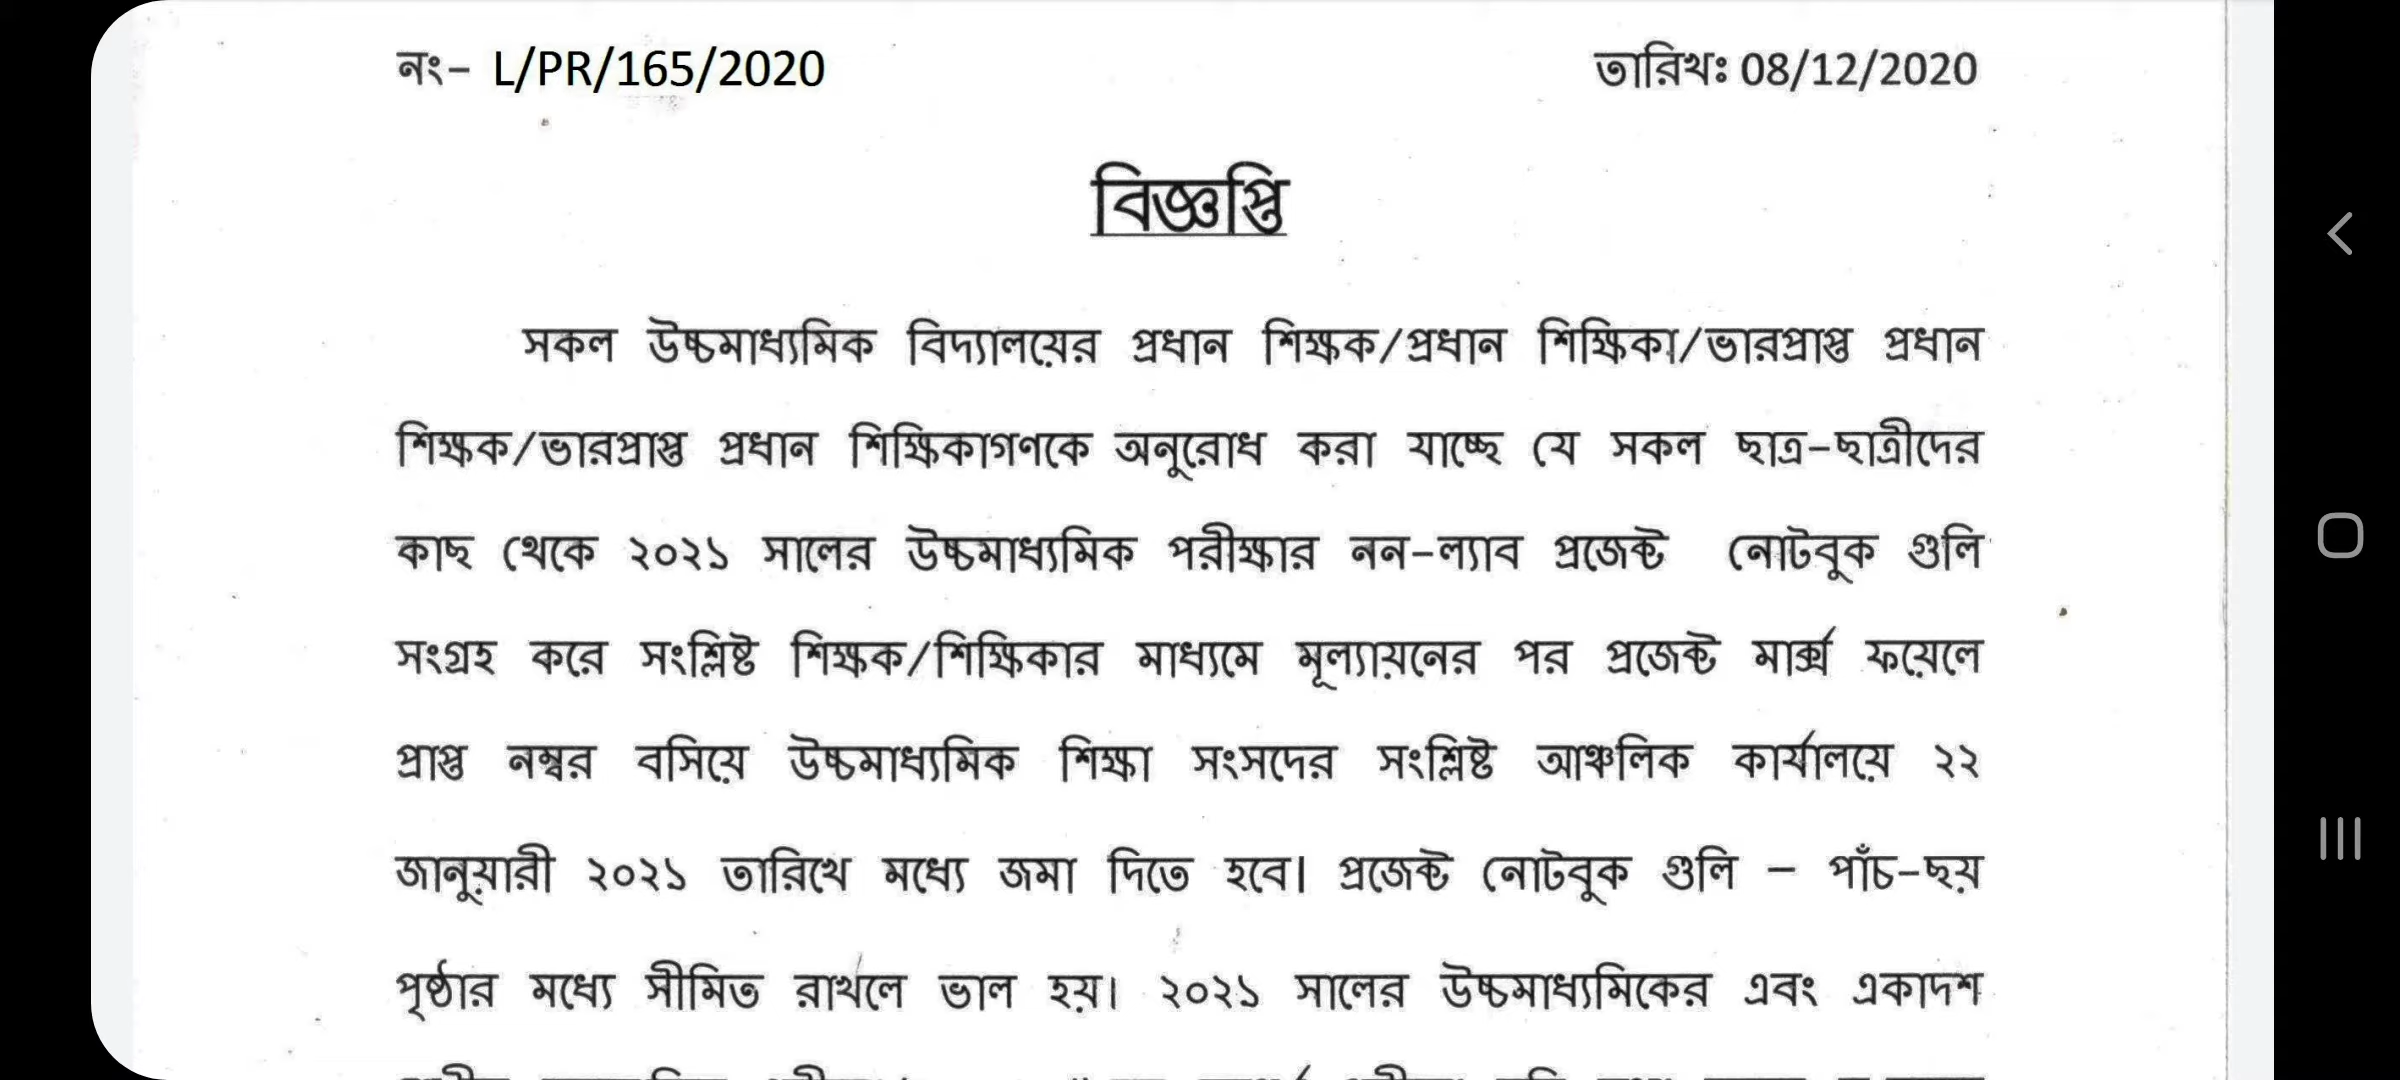 নং- L/PR/165/2020 তারিখঃ 08/12/2020
বিজ্ঞপ্তি
সকল উচ্চমাধ্যমিক বিদ্যালয়ের প্রধান শিক্ষক/প্রধান শিক্ষিকা/ভারপ্রাপ্ত প্রধান
শিক্ষক/ভারপ্রাপ্ত প্রধান শিক্ষিকাগণকে অনুরোধ করা যাচ্ছে যে সকল ছাত্র-ছাত্রীদের
কাছ থেকে ২০২১ সালের উচ্চমাধ্যমিক পরীক্ষার নন-ল্যাব প্রজেক্ট নোটবুক গুলি
সংগ্রহ করে সংশ্লিষ্ট শিক্ষক/শিক্ষিকার মাধ্যমে মূল্যায়নের পর প্রজেক্ট মার্ক্স ফয়েলে
প্রাপ্ত নম্বর বসিয়ে উচ্চমাধ্যমিক শিক্ষা সংসদের সংশ্লিষ্ট আঞ্চলিক কার্যালয়ে ২২
জানুয়ারী ২০২১ তারিখে মধ্যে জমা দিতে হবে। প্রজেক্ট নোটবুক গুলি – পাঁচ-ছয়
পৃষ্ঠার মধ্যে সীমিত রাখলে ভাল হয়। ২০২১ সালের উচ্চমাধ্যমিকের এবং একাদশ